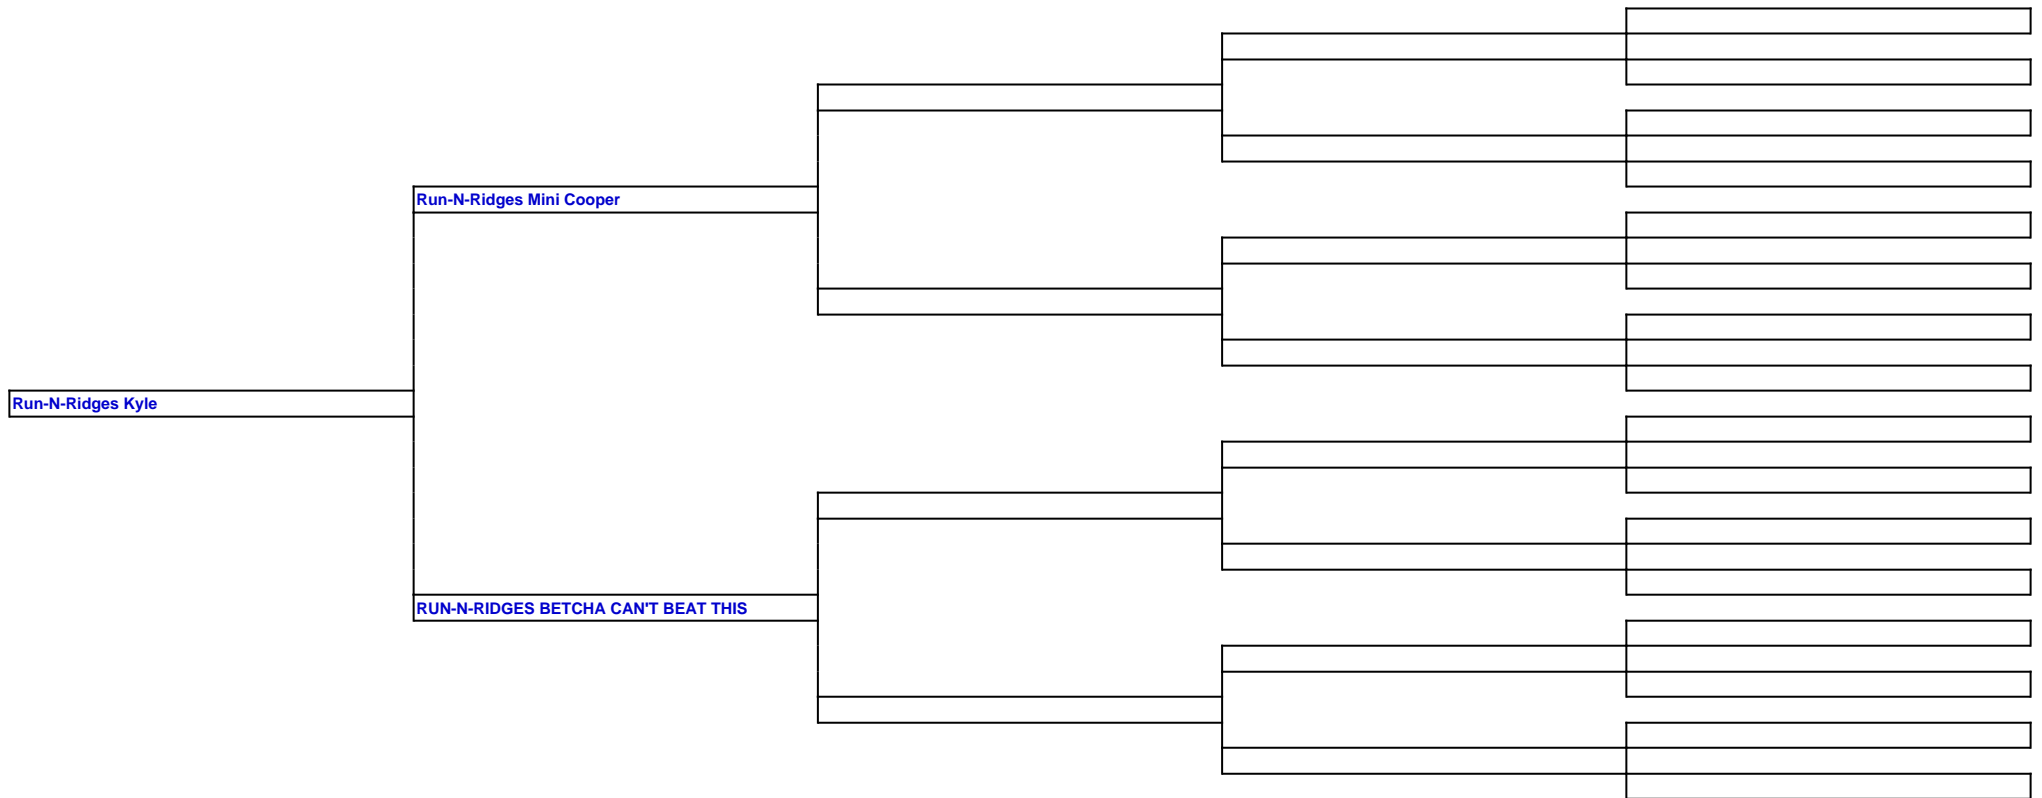 Run-N-Ridges Mini Cooper
Run-N-Ridges Kyle
RUN-N-RIDGES BETCHA CAN'T BEAT THIS